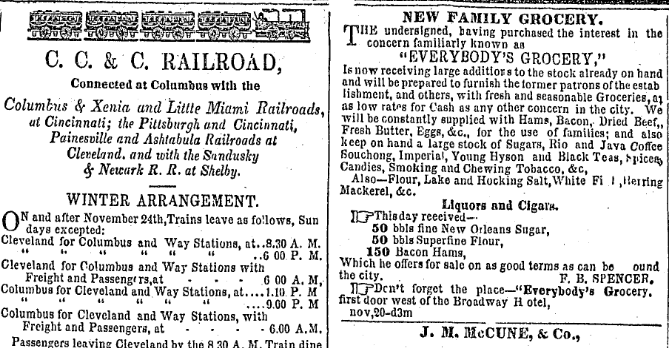 C. C. & C. RAILROAD,
Connected at Columbus with the
Columbus & Xenia and Little Miami Railroads,
at Cincinnati; the Pittsburgh and Cincinnati,
Painesville and Ashtabula Railroads at
Cleveland, and with the Sandusky
& Newark R. R. at Shelby.
WINTER ARRANGEMENT.
ON and after November 24th,Trains leave as follows, Sun
days excepted:
Cleveland for Columbus and Way Stations, at..8.30 A. M.
" " " " " ..6 00 P. M.
Cleveland for Columbus and Way Stations with
Freight and Passengers,at - - - 6 00 A. M,
Columbus for Cleveland and Way Stations, at....1.10 P. M
" " " " " ....9.00 P. M
Columbus for Cleveland and Way Stations, with
Freight and Passengers, at - - - 6.00 A.M.
Passengers leaving Cleveland by the 8.30 A. M. Train dine
NEW FAMILY GROCERY.
THE undersigned, having purchased the interest in the
concern familiarly known as
"EVERYBODY'S GROCERY,"
Is now receiving large additions to the stock already on hand
and will be prepared to furnish the former patrons of the estab
lishment, and others, with fresh and seasonable Groceries, at
as low rates for Cash as any other concern in the city. We
will be constantly supplied with Hams, Bacon, Dried Beef,,
Fresh Butter, Eggs, &c., for the use of families; and also
keep on hand a large stock of Sugars, Rio and Java Coffee
Souchong, Imperial, Young Hyson and Black Teas, Spices,
Candies, Smoking and Chewing Tobacco, &c,
Also—Flour, Lake and Hocking Salt,White Fi l ,Herring
Mackerel, &c.
Liquors and Cigars.
☞This day received—
50 bbls fine New Orleans Sugar,
50 bbls Superfine Flour,
150 Bacon Hams,
Which he offers for sale on as good terms as can be ound
the city. F. B. SPENCER.
☞Don't forget the place—"Everybody's Grocery.
first door west of the Broadway H otel,
nov,20-d3m
J. M. McCUNE, & Co.,